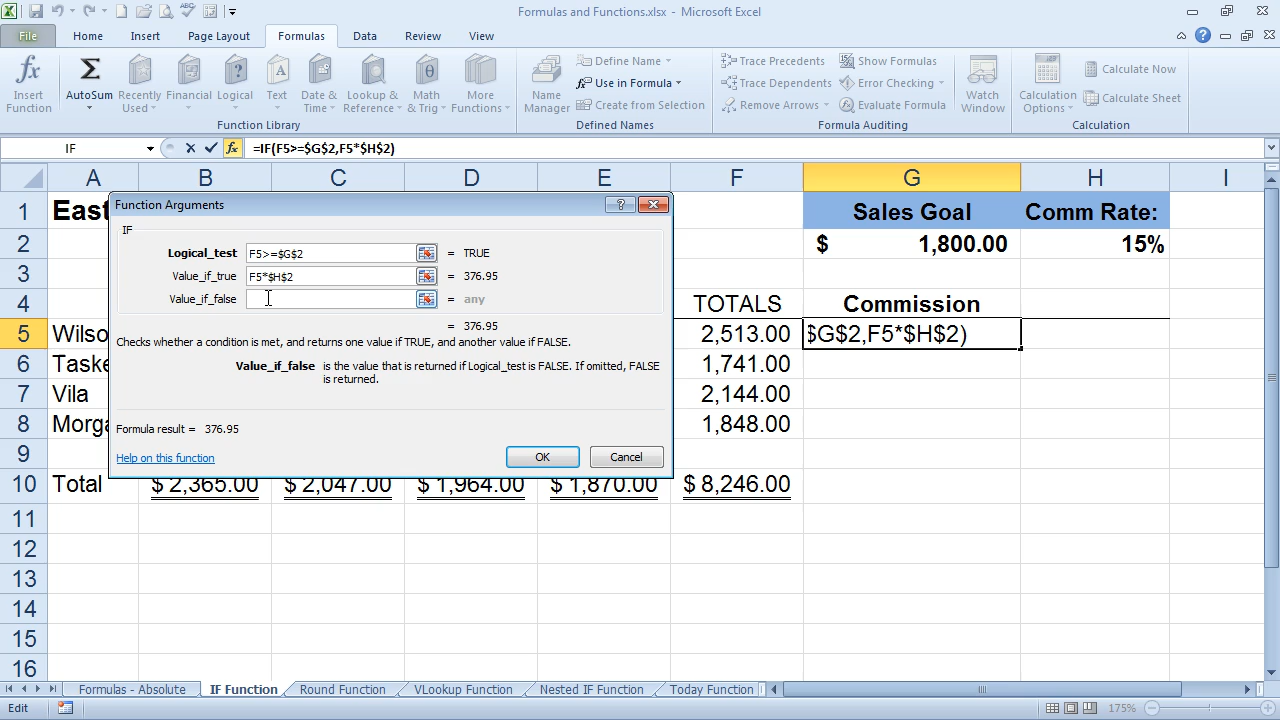 Formulas and Functions.xlsx - Microsoft Excel
File Home Insert Page Layout Formulas Data Review View
Insert Function
AutoSum
Recently Used
Financial
Logical
Text
Date & Time
Lookup & Reference
Math & Trig
More Functions
Function Library
Name Manager
Define Name
Use in Formula
Create from Selection
Defined Names
Trace Precedents
Trace Dependents
Remove Arrows
Show Formulas
Error Checking
Evaluate Formula
Formula Auditing
Watch Window
Calculation Options
Calculate Now
Calculate Sheet
Calculation
IF
=IF(F5>=$G$2,F5*$H$2)
A B C D E F G H I
1 East Sales Goal Comm Rate:
2 $ 1,800.00 15%
3
4 TOTALS Commission
5 Wilso 2,513.00 $G$2,F5*$H$2)
6 Taske 1,741.00
7 Vila 2,144.00
8 Morga 1,848.00
9
10 Total $ 2,365.00 $ 2,047.00 $ 1,964.00 $ 1,870.00 $ 8,246.00
11
12
13
14
15
16
Function Arguments
IF
Logical_test F5>=$G$2 = TRUE
Value_if_true F5*$H$2 = 376.95
Value_if_false = any
= 376.95
Checks whether a condition is met, and returns one value if TRUE, and another value if FALSE.
Value_if_false is the value that is returned if Logical_test is FALSE. If omitted, FALSE
is returned.
Formula result = 376.95
Help on this function
OK
Cancel
Formulas - Absolute IF Function Round Function VLookup Function Nested IF Function Today Function
Edit
175%